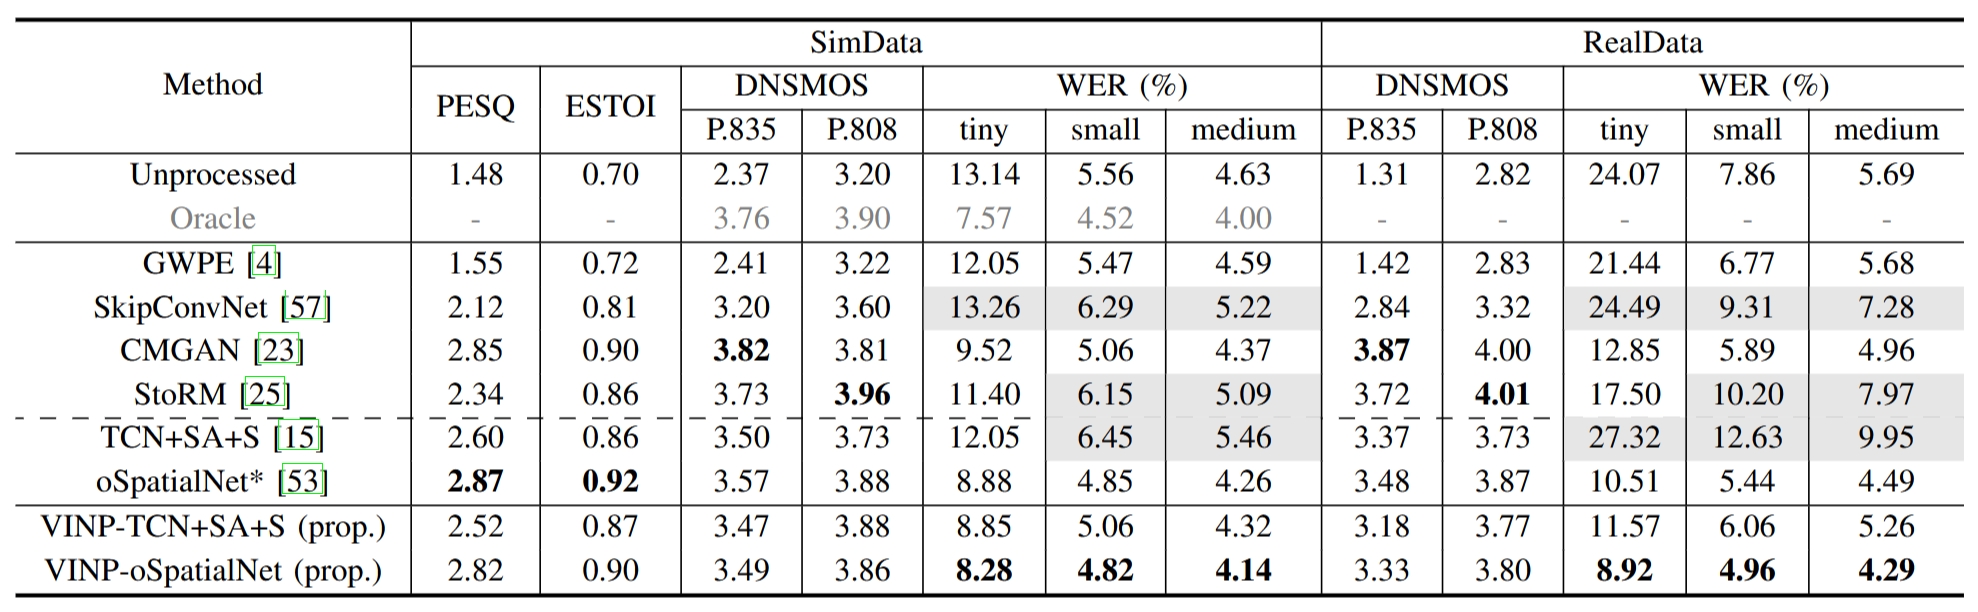 SimData RealData
Method PESQ ESTOI DNSMOS WER (%) DNSMOS WER (%)
P.835 P.808 tiny small medium P.835 P.808 tiny small medium
Unprocessed 1.48 0.70 2.37 3.20 13.14 5.56 4.63 1.31 2.82 24.07 7.86 5.69
Oracle - - 3.76 3.90 7.57 4.52 4.00 - - - - -
GWPE [4] 1.55 0.72 2.41 3.22 12.05 5.47 4.59 1.42 2.83 21.44 6.77 5.68
SkipConvNet [57] 2.12 0.81 3.20 3.60 13.26 6.29 5.22 2.84 3.32 24.49 9.31 7.28
CMGAN [23] 2.85 0.90 3.82 3.81 9.52 5.06 4.37 3.87 4.00 12.85 5.89 4.96
StoRM [25] 2.34 0.86 3.73 3.96 11.40 6.15 5.09 3.72 4.01 17.50 10.20 7.97
TCN+SA+S [15] 2.60 0.86 3.50 3.73 12.05 6.45 5.46 3.37 3.73 27.32 12.63 9.95
oSpatialNet* [53] 2.87 0.92 3.57 3.88 8.88 4.85 4.26 3.48 3.87 10.51 5.44 4.49
VINP-TCN+SA+S (prop.) 2.52 0.87 3.47 3.88 8.85 5.06 4.32 3.18 3.77 11.57 6.06 5.26
VINP-oSpatialNet (prop.) 2.82 0.90 3.49 3.86 8.28 4.82 4.14 3.33 3.80 8.92 4.96 4.29